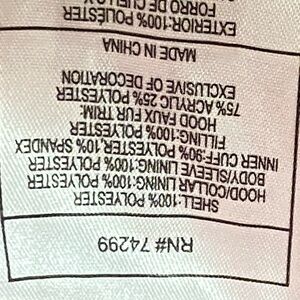 RN# 74299
SHELL:100% POLYESTER
HOOD/COLLAR LINING:100% POLYESTER
BODY/SLEEVE LINING:100% POLYESTER
INNER CUFF:90% POLYESTER,10% SPANDEX
FILLING:100% POLYESTER
HOOD FAUX FUR TRIM:
75% ACRYLIC 25% POLYESTER
EXCLUSIVE OF DECORATION
MADE IN CHINA
EXTERIOR:100% POLIÉSTER
FORRO DE